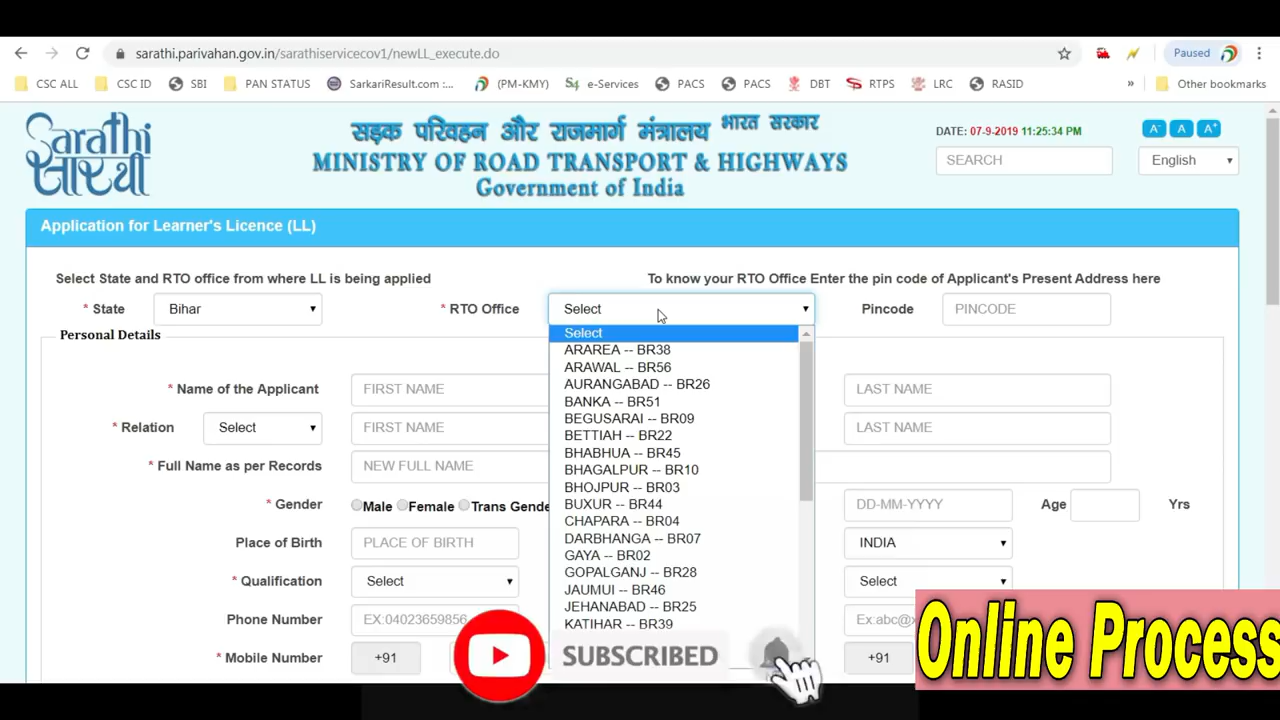 sarathi.parivahan.gov.in/sarathiservicecov1/newLL_execute.do
Paused
CSC ALL CSC ID SBI PAN STATUS SarkariResult.com :... (PM-KMY) e-Services PACS PACS DBT RTPS LRC RASID » Other bookmarks
Sarathi
सारथी
सड़क परिवहन और राजमार्ग मंत्रालय भारत सरकार
MINISTRY OF ROAD TRANSPORT & HIGHWAYS
Government of India
DATE: 07-9-2019 11:25:34 PM
A- A A+
SEARCH
English
Application for Learner's Licence (LL)
Select State and RTO office from where LL is being applied
To know your RTO Office Enter the pin code of Applicant's Present Address here
* State Bihar * RTO Office Select Pincode PINCODE
Personal Details
Select
ARAREA -- BR38
ARAWAL -- BR56
AURANGABAD -- BR26
BANKA -- BR51
BEGUSARAI -- BR09
BETTIAH -- BR22
BHABHUA -- BR45
BHAGALPUR -- BR10
BHOJPUR -- BR03
BUXUR -- BR44
CHAPARA -- BR04
DARBHANGA -- BR07
GAYA -- BR02
GOPALGANJ -- BR28
JAUMUI -- BR46
JEHANABAD -- BR25
KATIHAR -- BR39
* Name of the Applicant FIRST NAME LAST NAME
* Relation Select FIRST NAME LAST NAME
* Full Name as per Records NEW FULL NAME
* Gender Male Female Trans Gende DD-MM-YYYY Age Yrs
Place of Birth PLACE OF BIRTH INDIA
* Qualification Select Select
Phone Number EX:04023659856 Ex:abc@x
* Mobile Number +91 +91
SUBSCRIBED
Online Process